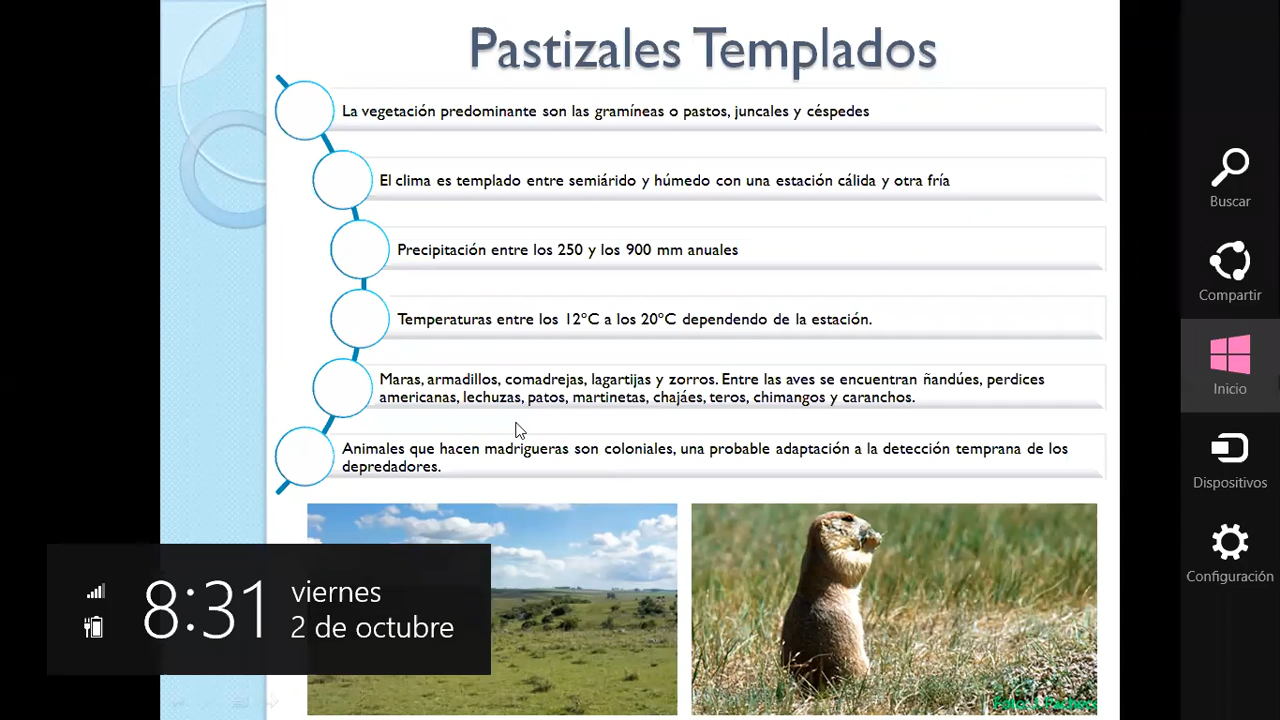 Pastizales Templados
La vegetación predominante son las gramíneas o pastos, juncales y céspedes
El clima es templado entre semiárido y húmedo con una estación cálida y otra fría
Precipitación entre los 250 y los 900 mm anuales
Temperaturas entre los 12°C a los 20°C dependendo de la estación.
Maras, armadillos, comadrejas, lagartijas y zorros. Entre las aves se encuentran ñandúes, perdices
americanas, lechuzas, patos, martinetas, chajáes, teros, chimangos y caranchos.
Animales que hacen madrigueras son coloniales, una probable adaptación a la detección temprana de los
depredadores.
8:31
viernes
2 de octubre
Buscar
Compartir
Inicio
Dispositivos
Configuración